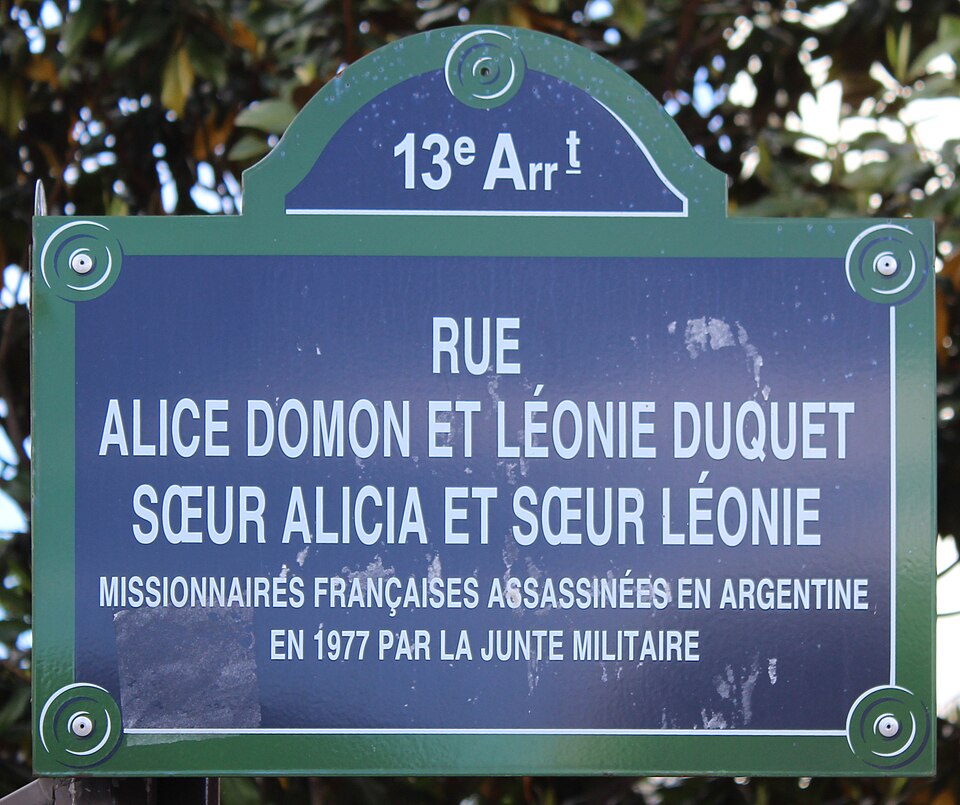 13e Arrt
RUE
ALICE DOMON ET LÉONIE DUQUET
SŒUR ALICIA ET SŒUR LÉONIE
MISSIONNAIRES FRANÇAISES ASSASSINÉES EN ARGENTINE
EN 1977 PAR LA JUNTE MILITAIRE